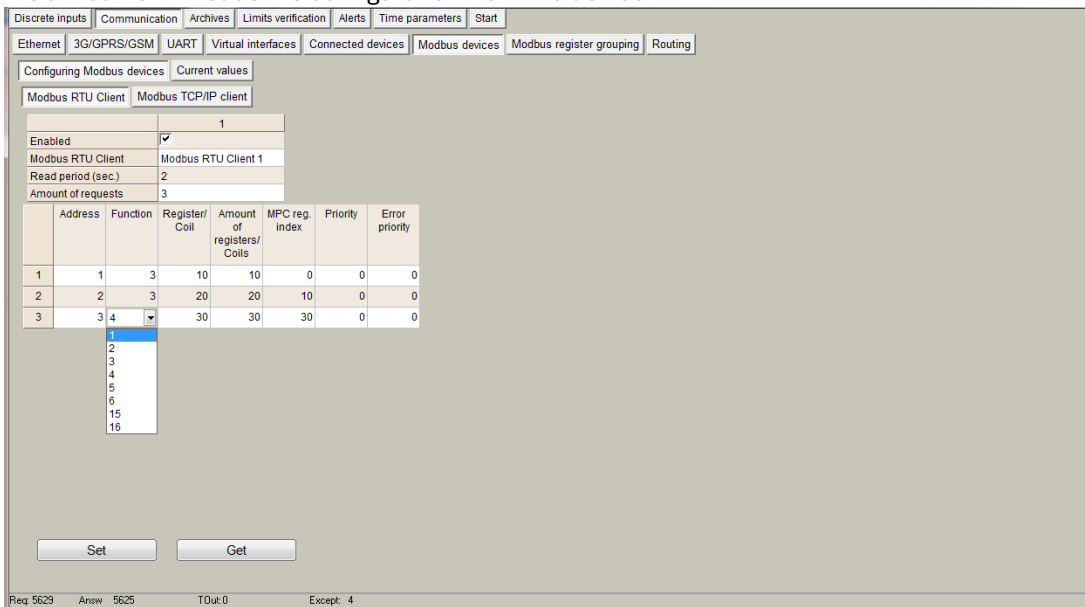 Discrete inputs Communication Archives Limits verification Alerts Time parameters Start
Ethernet 3G/GPRS/GSM UART Virtual interfaces Connected devices Modbus devices Modbus register grouping Routing
Configuring Modbus devices Current values
Modbus RTU Client Modbus TCP/IP client
1
Enabled
Modbus RTU Client Modbus RTU Client 1
Read period (sec.) 2
Amount of requests 3
Address Function Register/ Coil Amount of registers/ Coils MPC reg. index Priority Error priority
1 1 3 10 10 0 0 0
2 2 3 20 20 10 0 0
3 3 4 30 30 30 0 0
1
2
3
4
5
6
15
16
Set Get
Req: 5629 Answ 5625 TOut:0 Except: 4